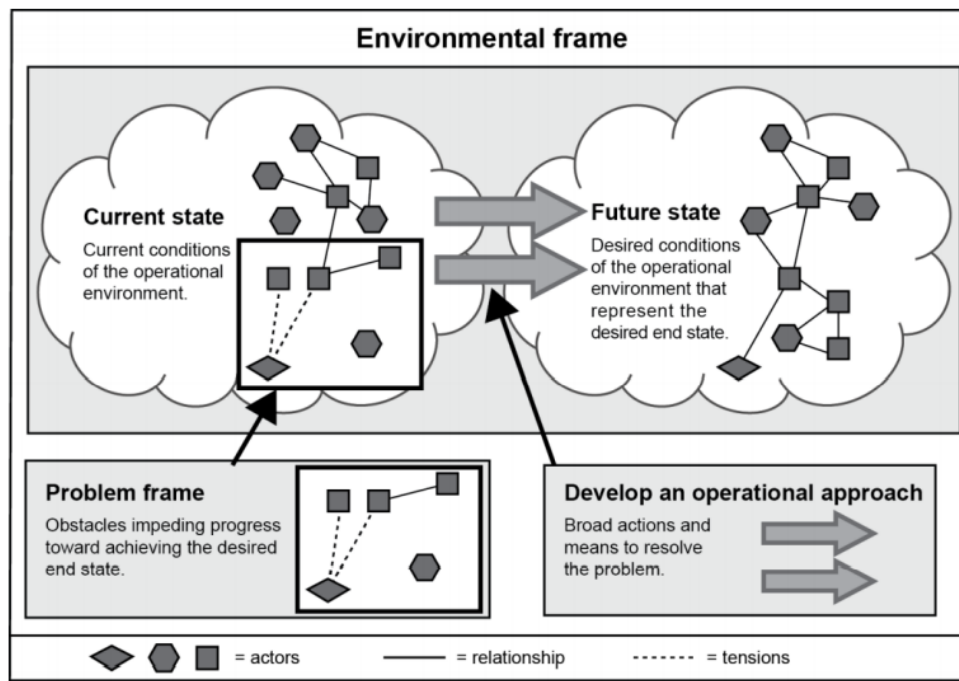 Environmental frame
Current state
Current conditions
of the operational
environment.
Future state
Desired conditions
of the operational
environment that
represent the
desired end state.
Problem frame
Obstacles impeding progress
toward achieving the desired
end state.
Develop an operational approach
Broad actions and
means to resolve
the problem.
= actors
= relationship
= tensions